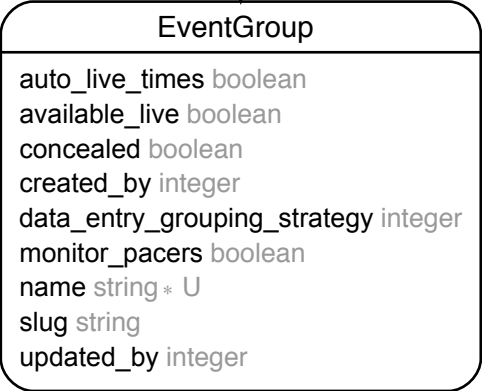 EventGroup
auto_live_times boolean
available_live boolean
concealed boolean
created_by integer
data_entry_grouping_strategy integer
monitor_pacers boolean
name string * U
slug string
updated_by integer